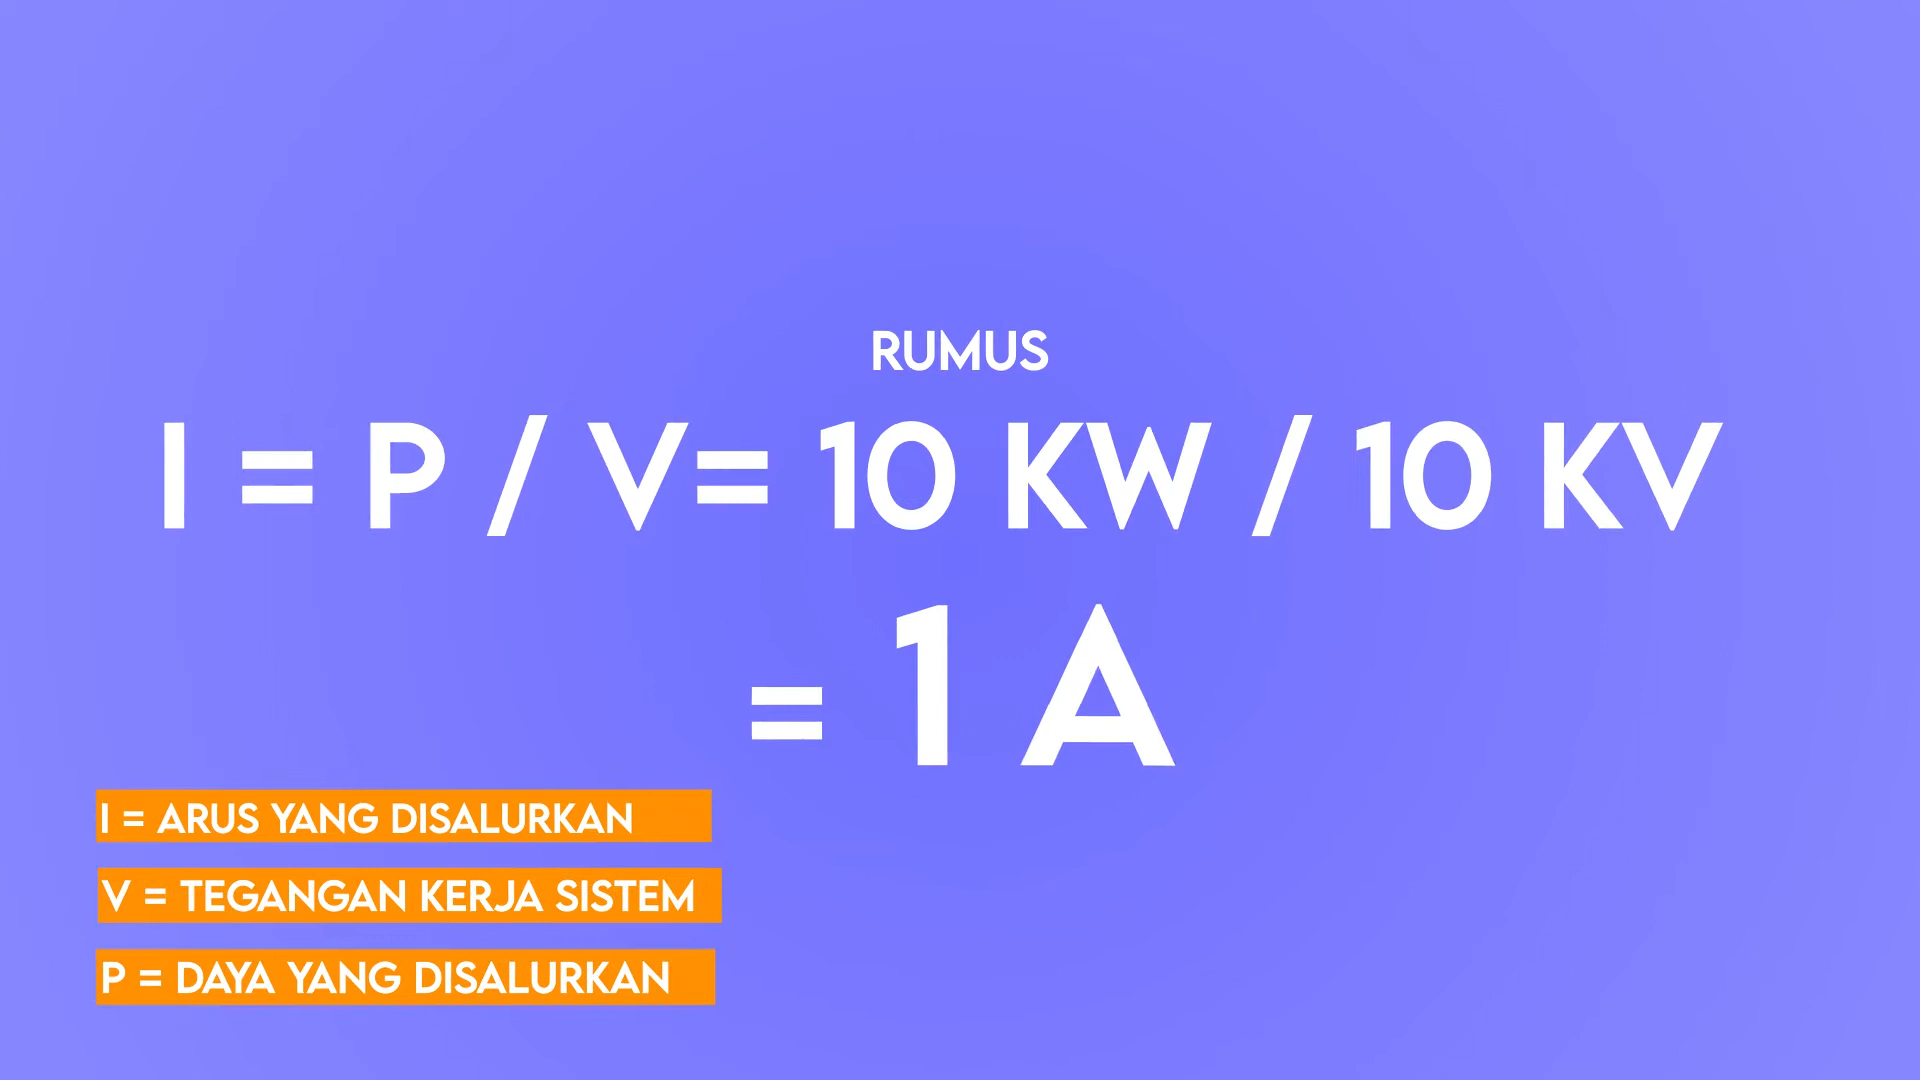 RUMUS
I = P / V= 10 KW / 10 KV
= 1 A
I = ARUS YANG DISALURKAN
V = TEGANGAN KERJA SISTEM
P = DAYA YANG DISALURKAN